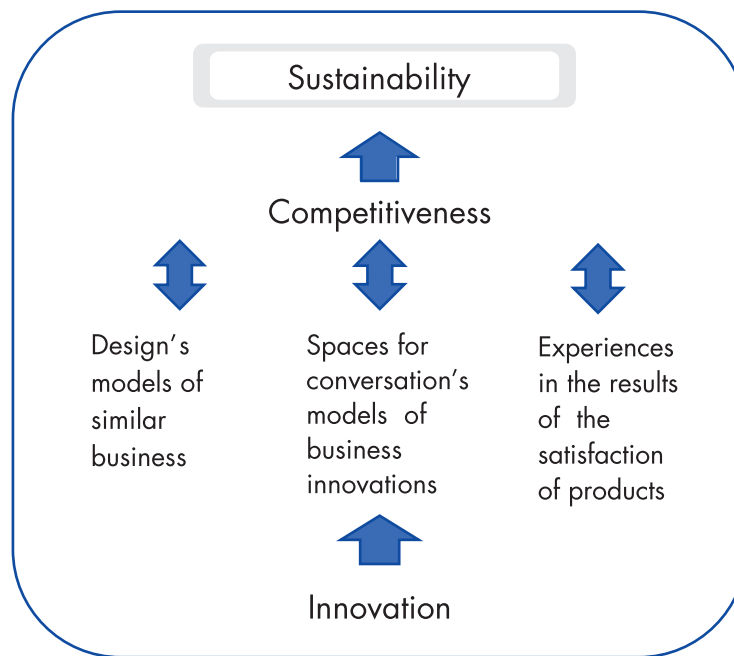 Sustainability
Competitiveness
Design's
models of
similar
business
Spaces for
conversation's
models of
business
innovations
Experiences
in the results
of the
satisfaction
of products
Innovation